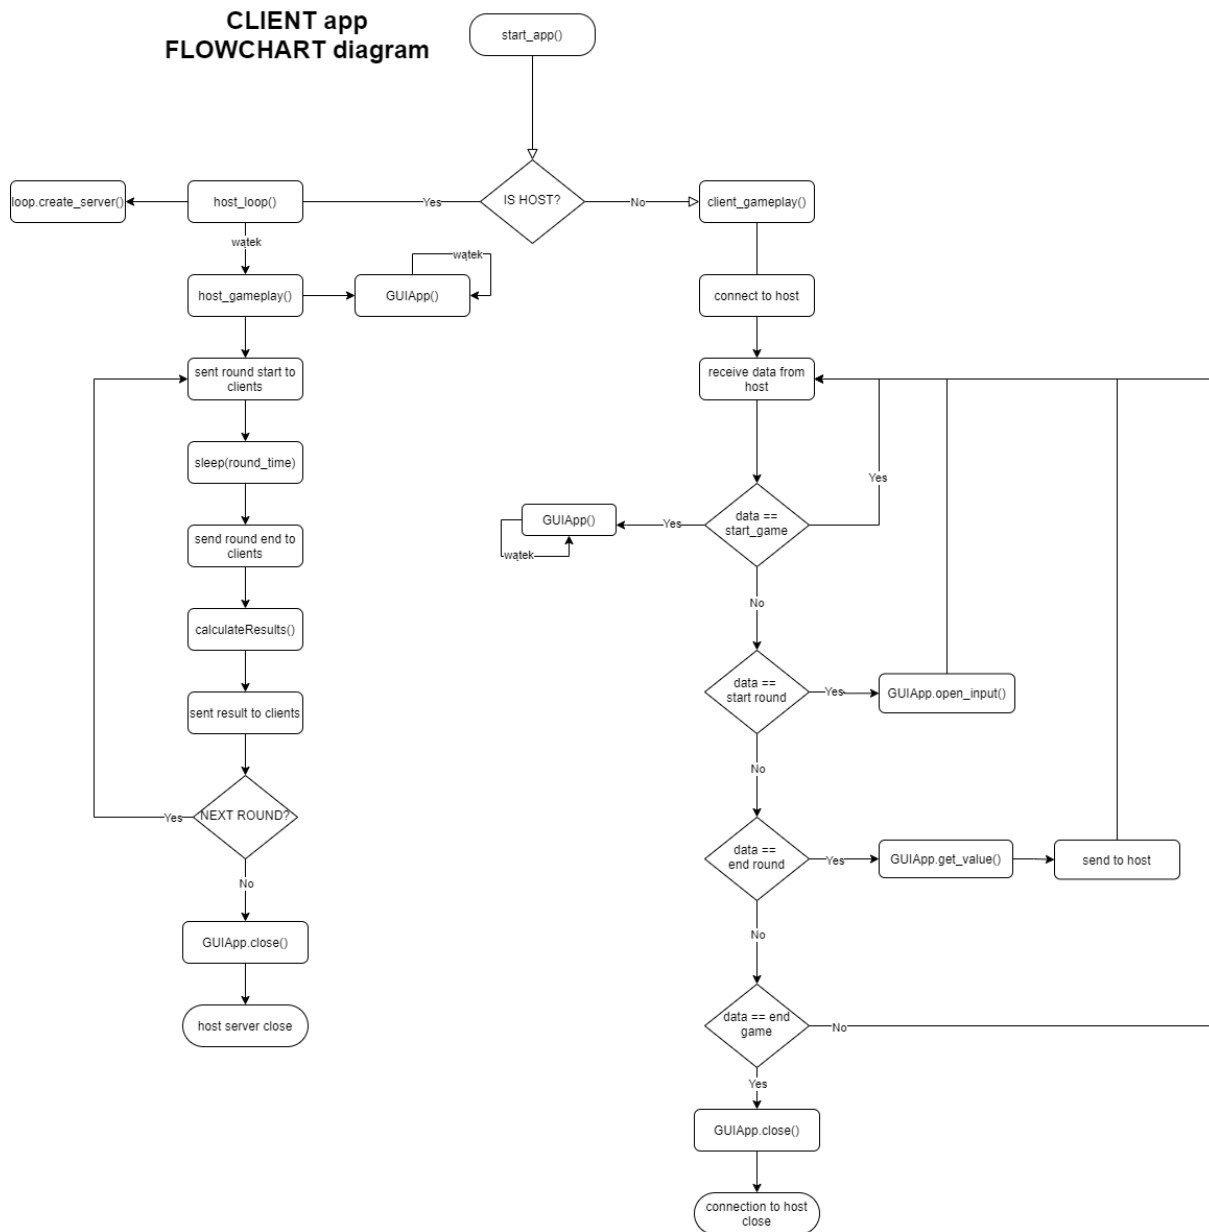 CLIENT app
FLOWCHART diagram
start_app()
IS HOST?
Yes
No
loop.create_server()
host_loop()
client_gameplay()
wątek
wątek
host_gameplay()
GUIApp()
connect to host
sent round start to
clients
receive data from
host
sleep(round_time)
Yes
GUIApp()
Yes
data ==
start_game
wątek
send round end to
clients
No
calculateResults()
data ==
start round
Yes
GUIApp.open_input()
sent result to clients
No
NEXT ROUND?
Yes
data ==
end round
Yes
GUIApp.get_value()
send to host
No
No
GUIApp.close()
host server close
data == end
game
No
Yes
GUIApp.close()
connection to host
close